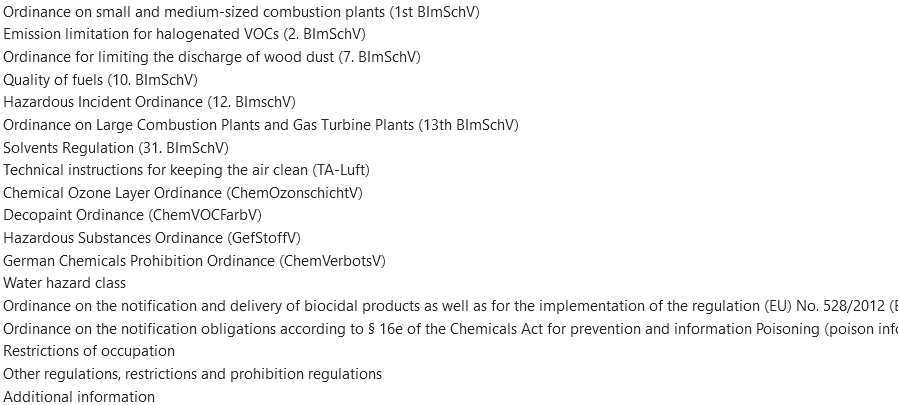 Ordinance on small and medium-sized combustion plants (1st BImSchV)
Emission limitation for halogenated VOCs (2. BImSchV)
Ordinance for limiting the discharge of wood dust (7. BImSchV)
Quality of fuels (10. BImSchV)
Hazardous Incident Ordinance (12. BImschV)
Ordinance on Large Combustion Plants and Gas Turbine Plants (13th BImSchV)
Solvents Regulation (31. BImSchV)
Technical instructions for keeping the air clean (TA-Luft)
Chemical Ozone Layer Ordinance (ChemOzonschichtV)
Decopaint Ordinance (ChemVOCFarbV)
Hazardous Substances Ordinance (GefStoffV)
German Chemicals Prohibition Ordinance (ChemVerbotsV)
Water hazard class
Ordinance on the notification and delivery of biocidal products as well as for the implementation of the regulation (EU) No. 528/2012 (
Ordinance on the notification obligations according to § 16e of the Chemicals Act for prevention and information Poisoning (poison info
Restrictions of occupation
Other regulations, restrictions and prohibition regulations
Additional information